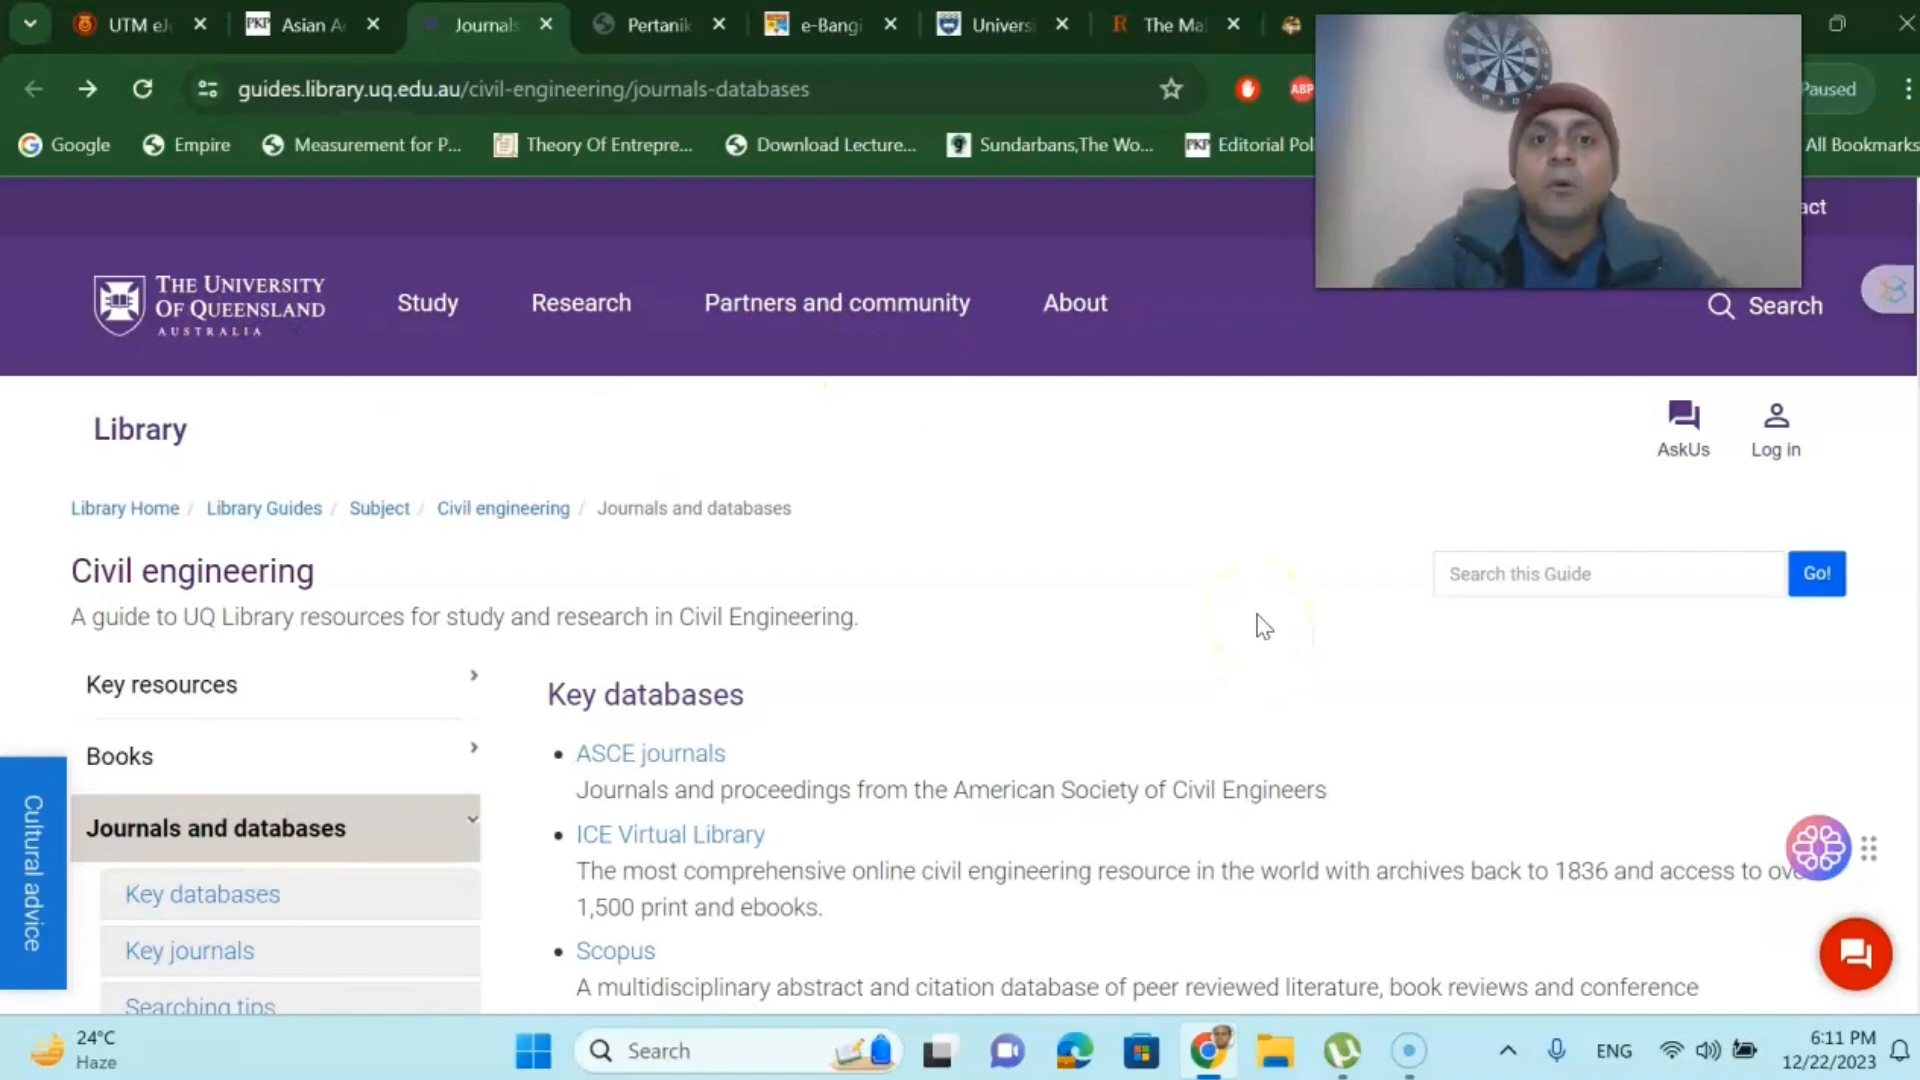 UTM eJo
Asian A
Journals
Pertanik
e-Bangi
Univers
The Ma
guides.library.uq.edu.au/civil-engineering/journals-databases
ABP
Paused
Google
Empire
Measurement for P...
Theory Of Entrepre...
Download Lecture...
Sundarbans,The Wo...
PKP
Editorial Pol
All Bookmarks
act
THE UNIVERSITY
OF QUEENSLAND
AUSTRALIA
Study
Research
Partners and community
About
Search
Library
AskUs
Log in
Library Home / Library Guides / Subject / Civil engineering / Journals and databases
Civil engineering
Search this Guide
Go!
A guide to UQ Library resources for study and research in Civil Engineering.
Key resources
Key databases
Books
ASCE journals
Journals and proceedings from the American Society of Civil Engineers
Journals and databases
ICE Virtual Library
The most comprehensive online civil engineering resource in the world with archives back to 1836 and access to ove
1,500 print and ebooks.
Key databases
Key journals
Searching tips
Scopus
A multidisciplinary abstract and citation database of peer reviewed literature, book reviews and conference
Cultural advice
24°C
Haze
Search
ENG
6:11 PM
12/22/2023